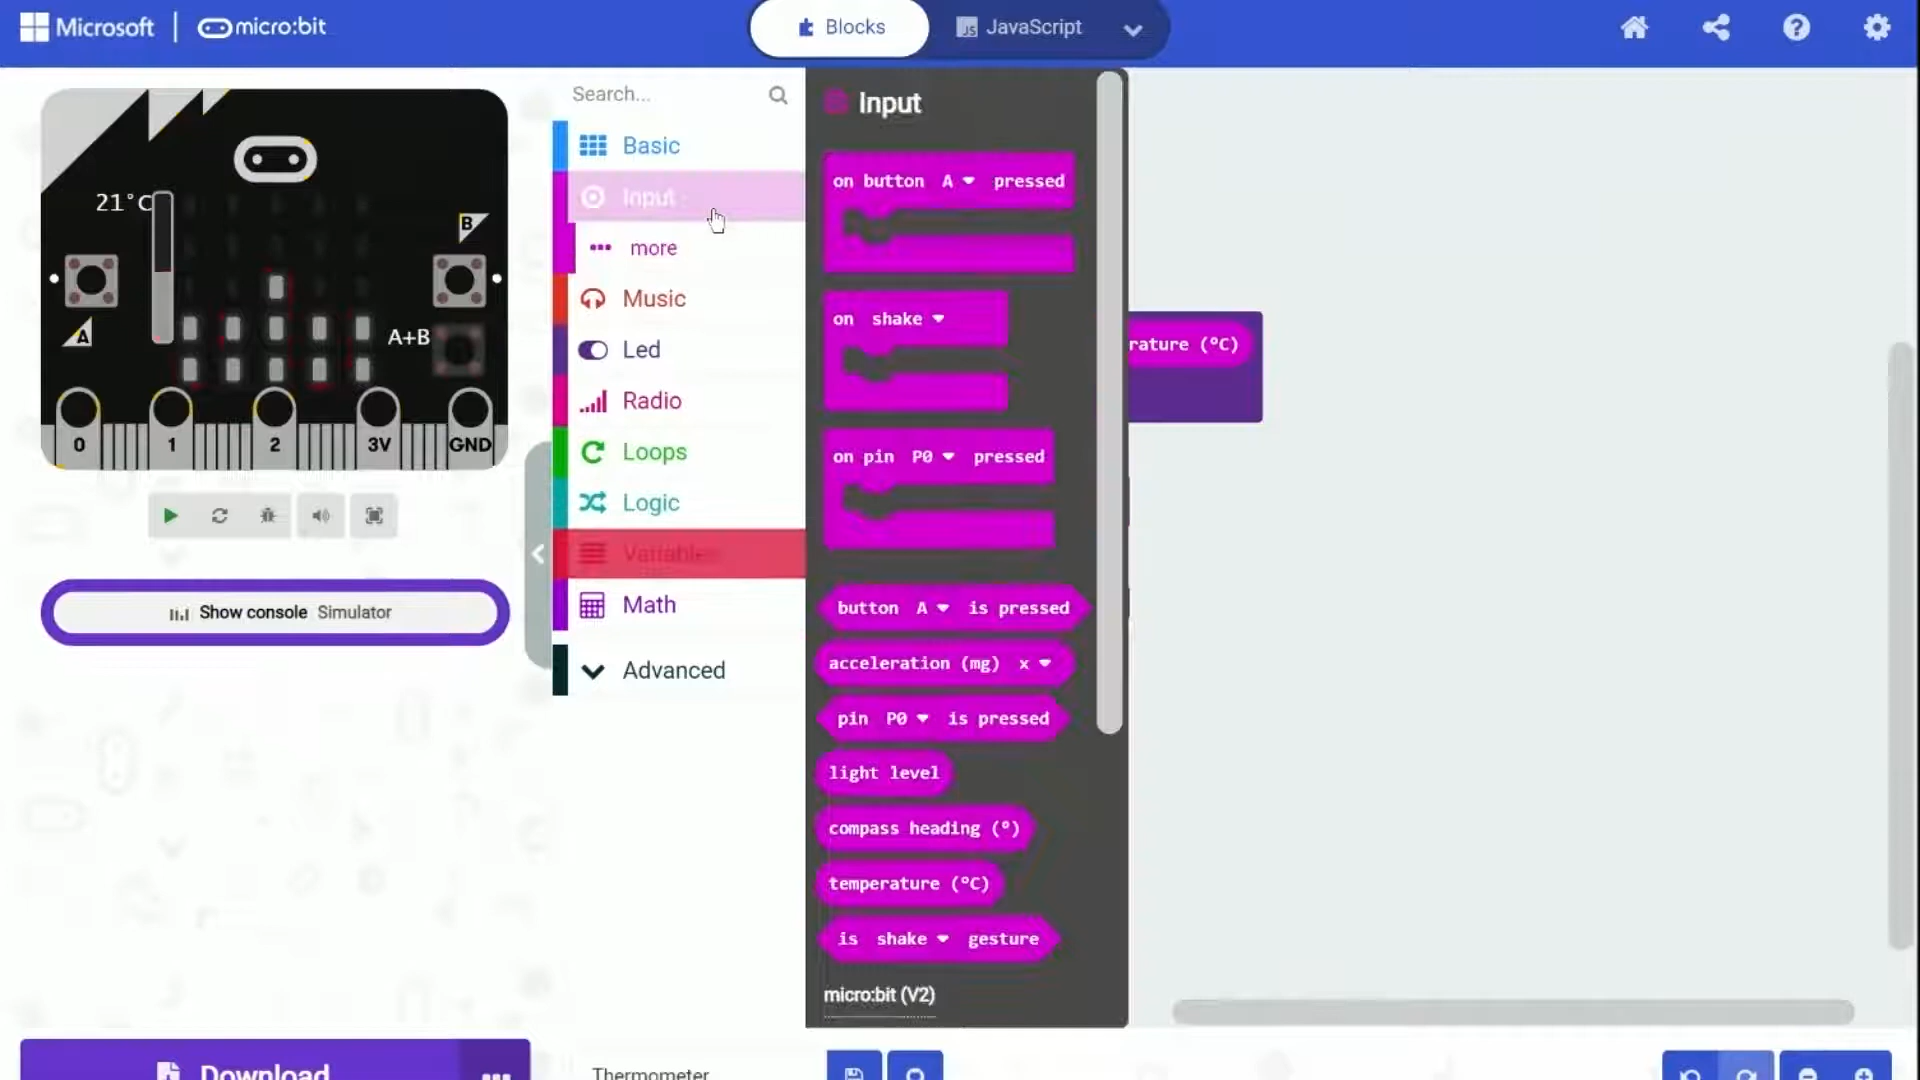 Microsoft
micro:bit
Blocks
JS JavaScript
21°C
B
A
A+B
0
1
2
3V
GND
Show console Simulator
Download
Search...
Basic
Input
more
Music
Led
Radio
Loops
Logic
Variables
Math
Advanced
Thermometer
Input
on button A pressed
on shake
on pin P0 pressed
button A is pressed
acceleration (mg) x
pin P0 is pressed
light level
compass heading (°)
temperature (°C)
is shake gesture
micro:bit (V2)
rature (°C)